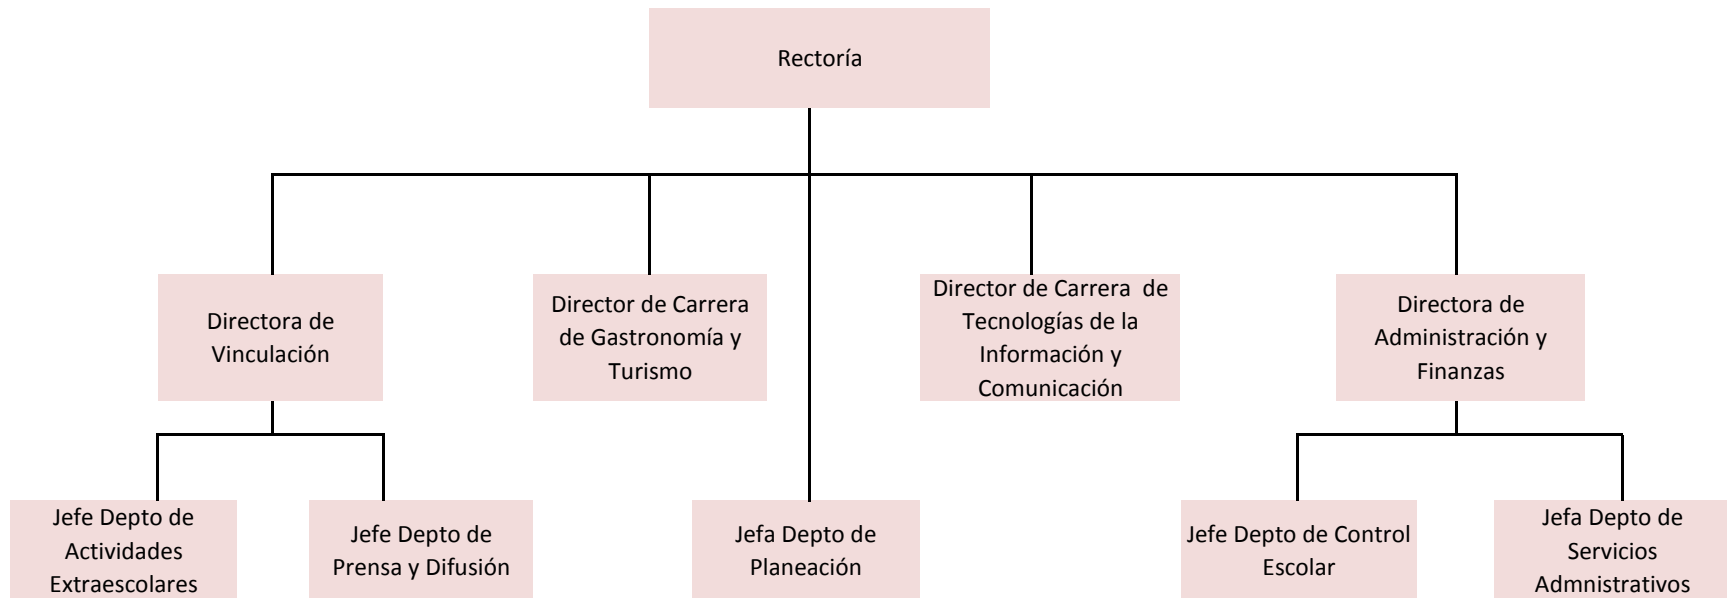 Rectoría
Directora de
Vinculación
Director de Carrera
de Gastronomía y
Turismo
Director de Carrera  de
Tecnologías de la
Información y
Comunicación
Directora de
Administración y
Finanzas
Jefe Depto de
Actividades
Extraescolares
Jefe Depto de
Prensa y Difusión
Jefa Depto de
Planeación
Jefe Depto de Control
Escolar
Jefa Depto de
Servicios
Admnistrativos